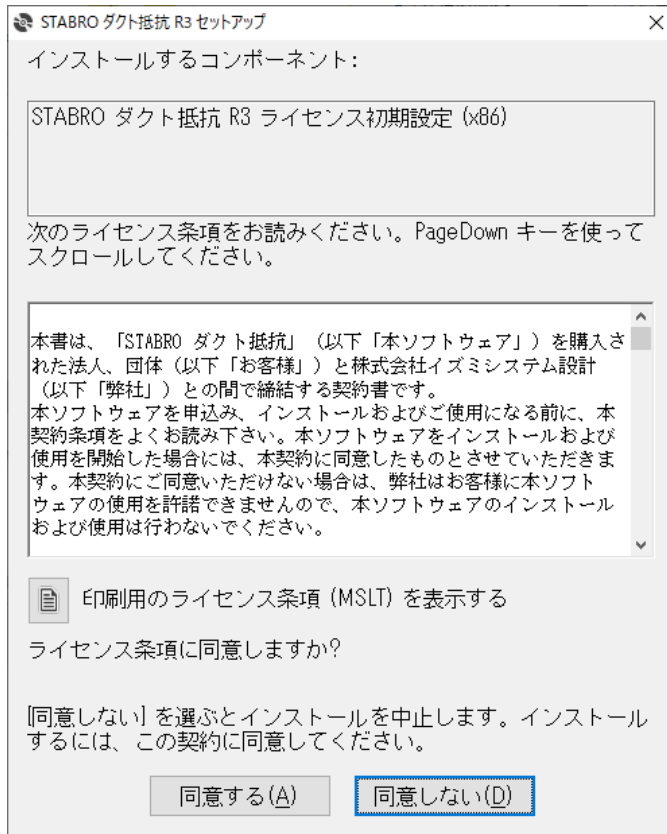 STABRO ダクト抵抗 R3 セットアップ
インストールするコンポーネント:
STABRO ダクト抵抗 R3 ライセンス初期設定 (x86)
次のライセンス条項をお読みください。PageDown キーを使って
スクロールしてください。
本書は、「STABRO ダクト抵抗」（以下「本ソフトウェア」）を購入さ
れた法人、団体（以下「お客様」）と株式会社イズミシステム設計
（以下「弊社」）との間で締結する契約書です。
本ソフトウェアを申込み、インストールおよびご使用になる前に、本
契約条項をよくお読み下さい。本ソフトウェアをインストールおよび
使用を開始した場合には、本契約に同意したものとさせていただきま
す。本契約にご同意いただけない場合は、弊社はお客様に本ソフト
ウェアの使用を許諾できませんので、本ソフトウェアのインストール
および使用は行わないでください。
印刷用のライセンス条項 (MSLT) を表示する
ライセンス条項に同意しますか?
[同意しない] を選ぶとインストールを中止します。インストール
するには、この契約に同意してください。
同意する(A)
同意しない(D)